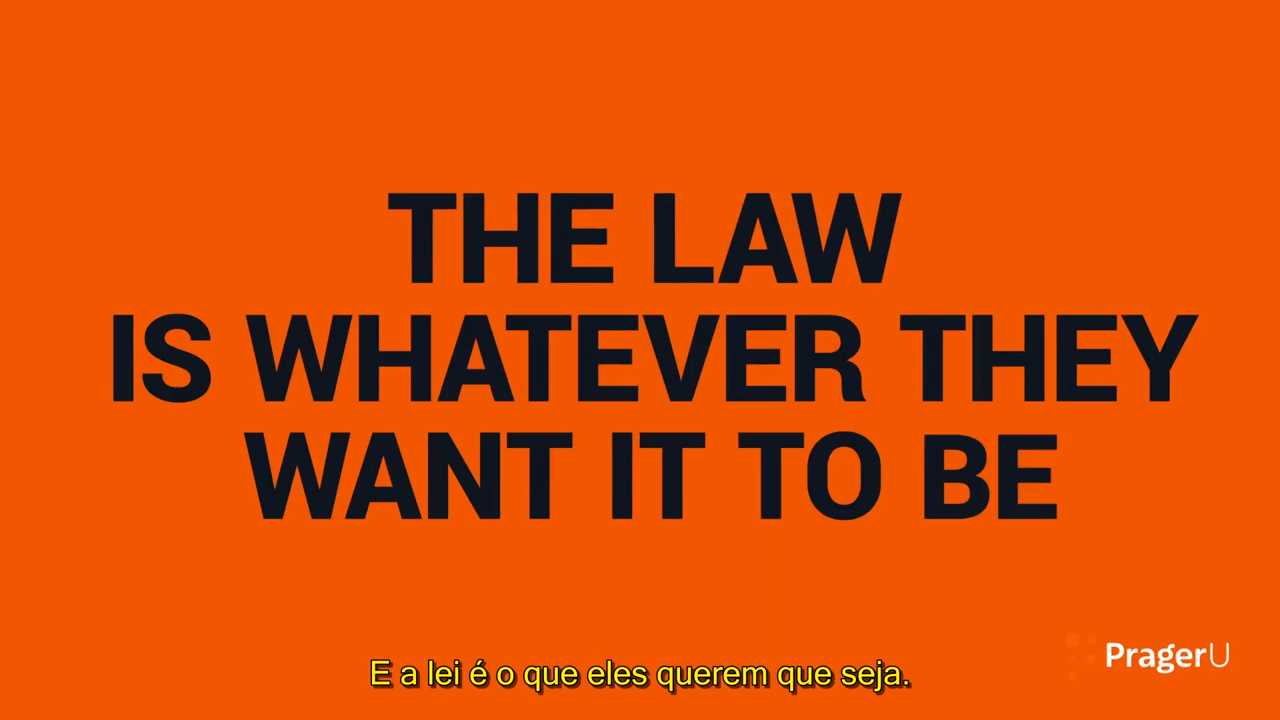 THE LAW
IS WHATEVER THEY
WANT IT TO BE
PragerU
E a lei é o que eles querem que seja.